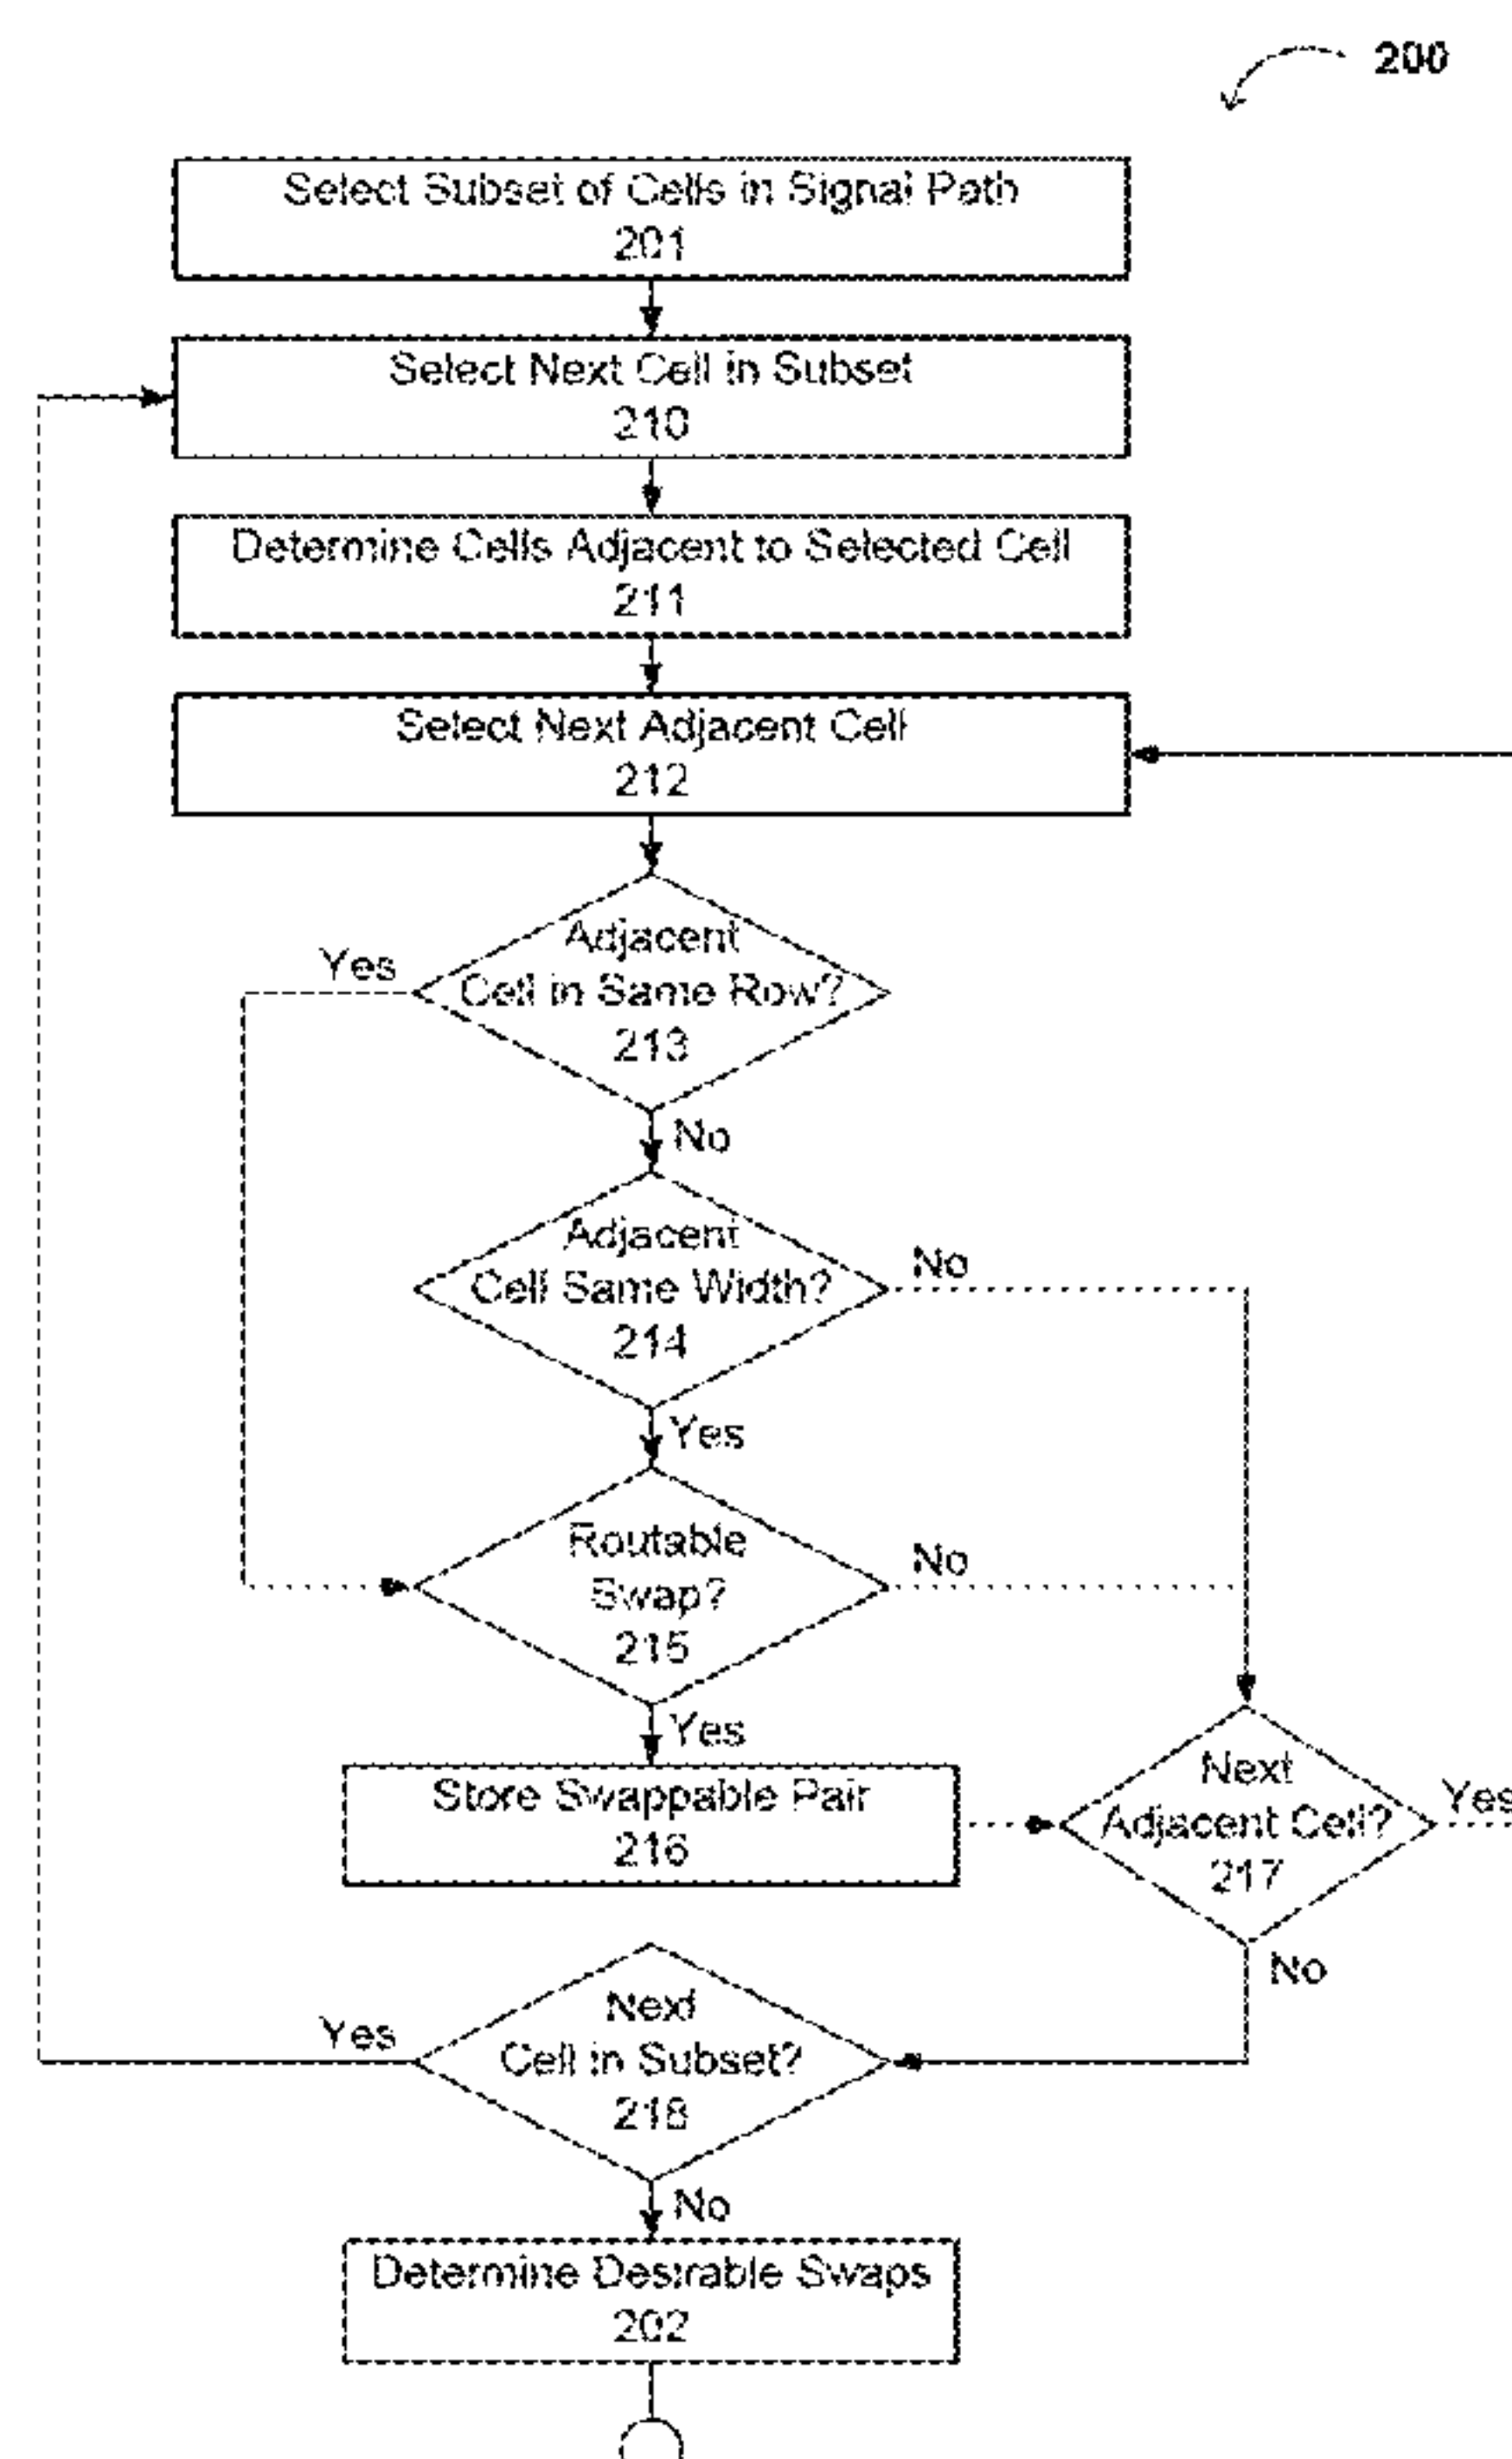 200
Select Subset of Cells in Signal Path
201
Select Next Cell in Subset
210
Determine Cells Adjacent to Selected Cell
211
Select Next Adjacent Cell
212
Adjacent
Cell in Same Row?
213
Yes
No
Adjacent
Cell Same Width?
214
No
Yes
Routable
Swap?
215
No
Yes
Store Swappable Pair
216
Next
Adjacent Cell?
217
Yes
No
Next
Cell in Subset?
218
Yes
No
Determine Desirable Swaps
202